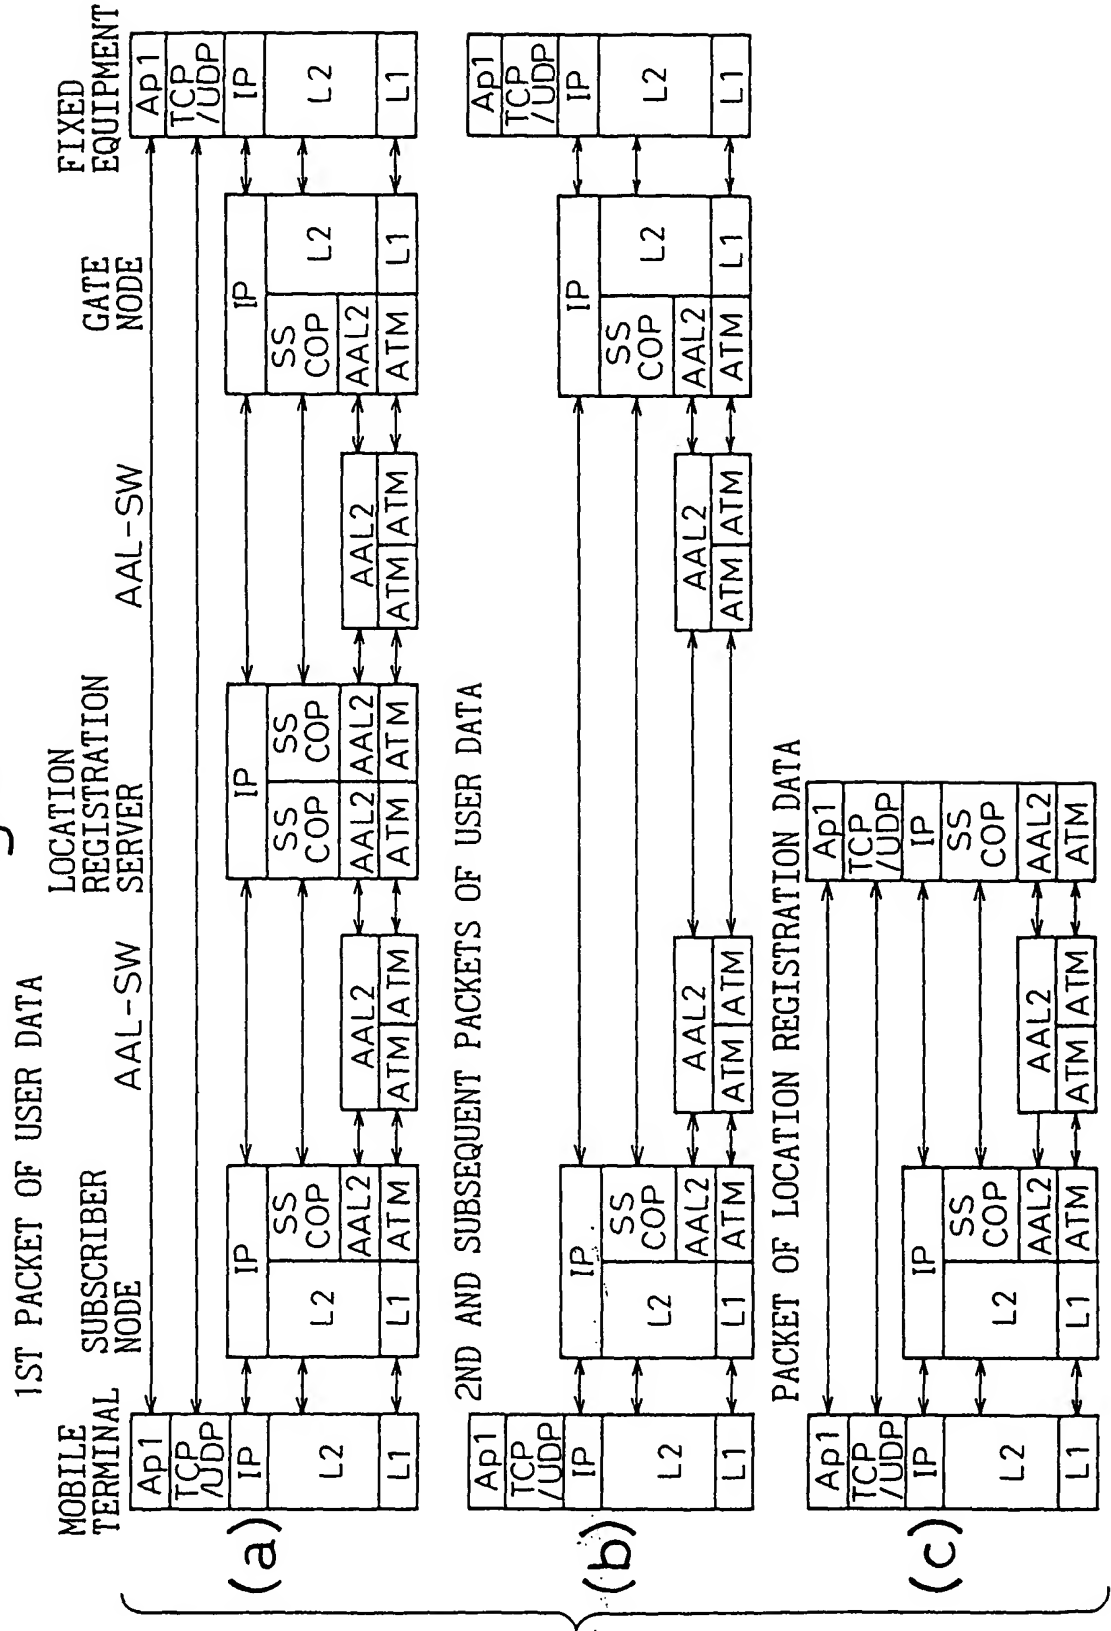 1ST PACKET OF USER DATA
MOBILE
TERMINAL
SUBSCRIBER
NODE
AAL-SW
LOCATION
REGISTRATION
SERVER
AAL-SW
GATE
NODE
FIXED
EQUIPMENT
(a)
Ap1
TCP
/UDP
IP
L2
L1
IP
L2
L1
SS
COP
AAL2
ATM
AAL2
ATM
ATM
IP
SS
COP
AAL2
ATM
SS
COP
AAL2
ATM
AAL2
ATM
ATM
IP
SS
COP
AAL2
ATM
L2
L1
Ap1
TCP
/UDP
IP
L2
L1
2ND AND SUBSEQUENT PACKETS OF USER DATA
(b)
Ap1
TCP
/UDP
IP
L2
L1
IP
L2
L1
SS
COP
AAL2
ATM
AAL2
ATM
ATM
AAL2
ATM
ATM
IP
SS
COP
AAL2
ATM
L2
L1
Ap1
TCP
/UDP
IP
L2
L1
PACKET OF LOCATION REGISTRATION DATA
(c)
Ap1
TCP
/UDP
IP
L2
L1
IP
L2
L1
SS
COP
AAL2
ATM
AAL2
ATM
ATM
Ap1
TCP
/UDP
IP
SS
COP
AAL2
ATM